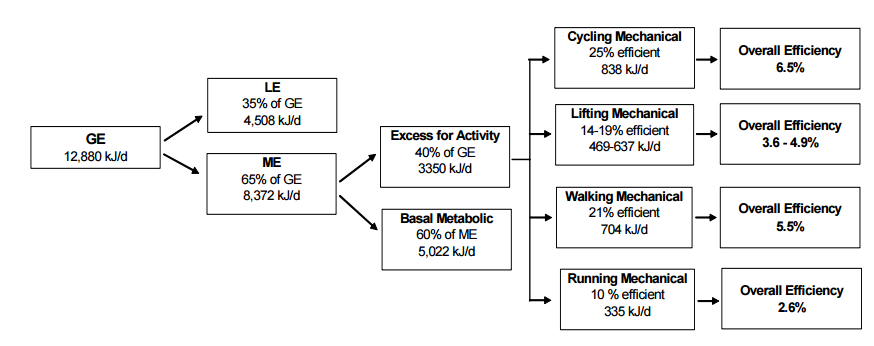 GE
12,880 kJ/d
LE
35% of GE
4,508 kJ/d
ME
65% of GE
8,372 kJ/d
Excess for Activity
40% of GE
3350 kJ/d
Basal Metabolic
60% of ME
5,022 kJ/d
Cycling Mechanical
25% efficient
838 kJ/d
Overall Efficiency
6.5%
Lifting Mechanical
14-19% efficient
469-637 kJ/d
Overall Efficiency
3.6 - 4.9%
Walking Mechanical
21% efficient
704 kJ/d
Overall Efficiency
5.5%
Running Mechanical
10 % efficient
335 kJ/d
Overall Efficiency
2.6%